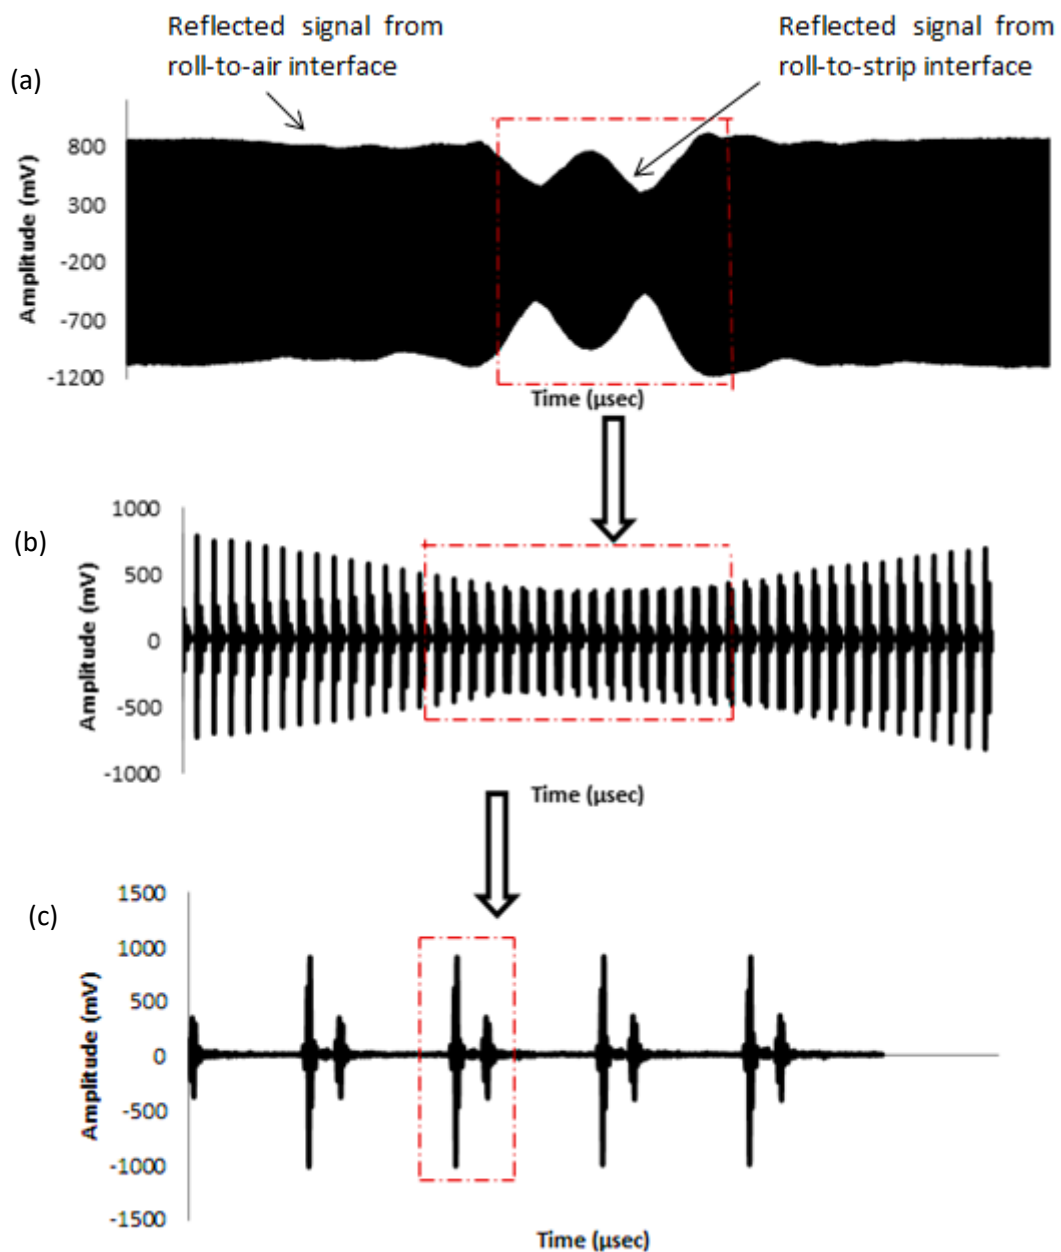 Reflected signal from
roll-to-air interface
Reflected signal from
roll-to-strip interface
(a)
Amplitude (mV)
800
300
-200
-700
-1200
Time (µsec)
(b)
Amplitude (mV)
1000
500
0
-500
-1000
Time (µsec)
(c)
Amplitude (mV)
1500
1000
500
0
-500
-1000
-1500
Time (µsec)